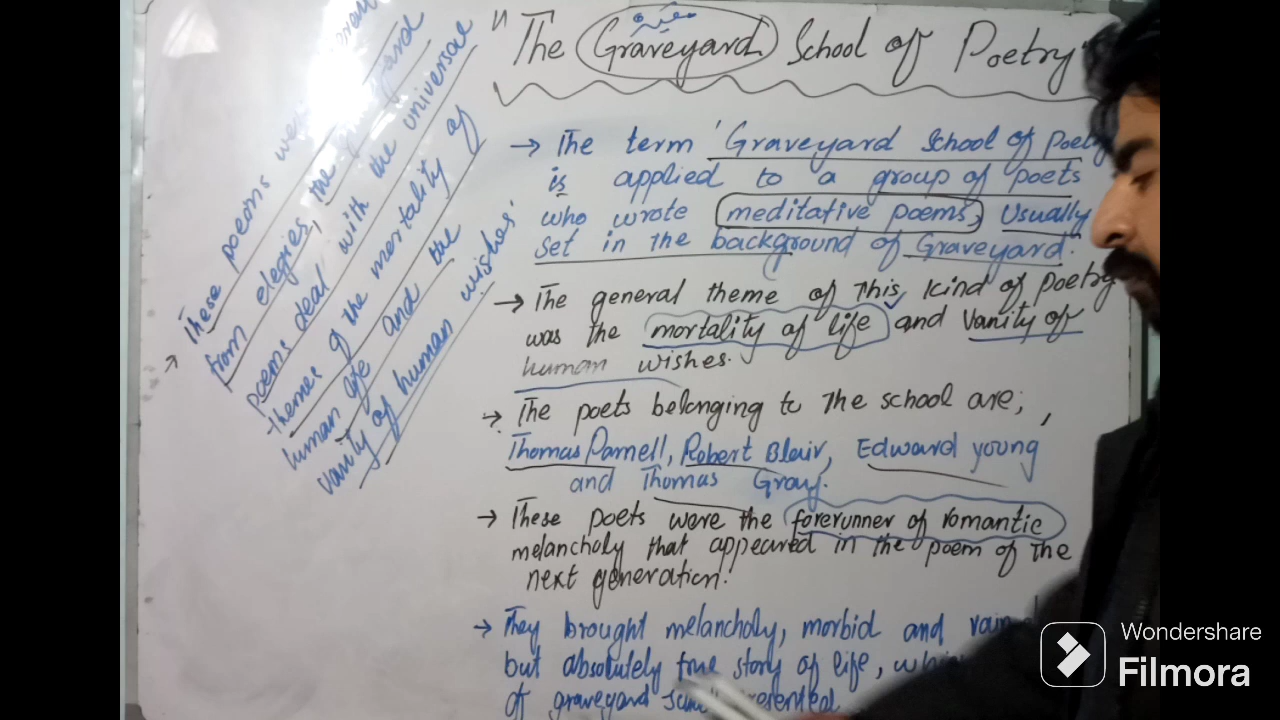 "The Graveyard School of Poetry"
→ The term 'Graveyard School of Poetry
is applied to a group of poets
who wrote meditative poems, Usually
set in the background of Graveyard.
→ The general theme of This kind of Poetry
was the mortality of life and Vanity of
human wishes.
→ The poets belonging to The school are;
Thomas Parnell, Robert Blair, Edward young
and Thomas Gray.
→ These poets were the forerunner of romantic
melancholy that appeared in the poem of The
next generation.
→ They brought melancholy, morbid and
but absolutely true story of life,
of graveyard
→ These poems
from elegies, the
poems deal with the universal
themes of the mortality of
human life and the
vanity of human wishes.'
Wondershare
Filmora